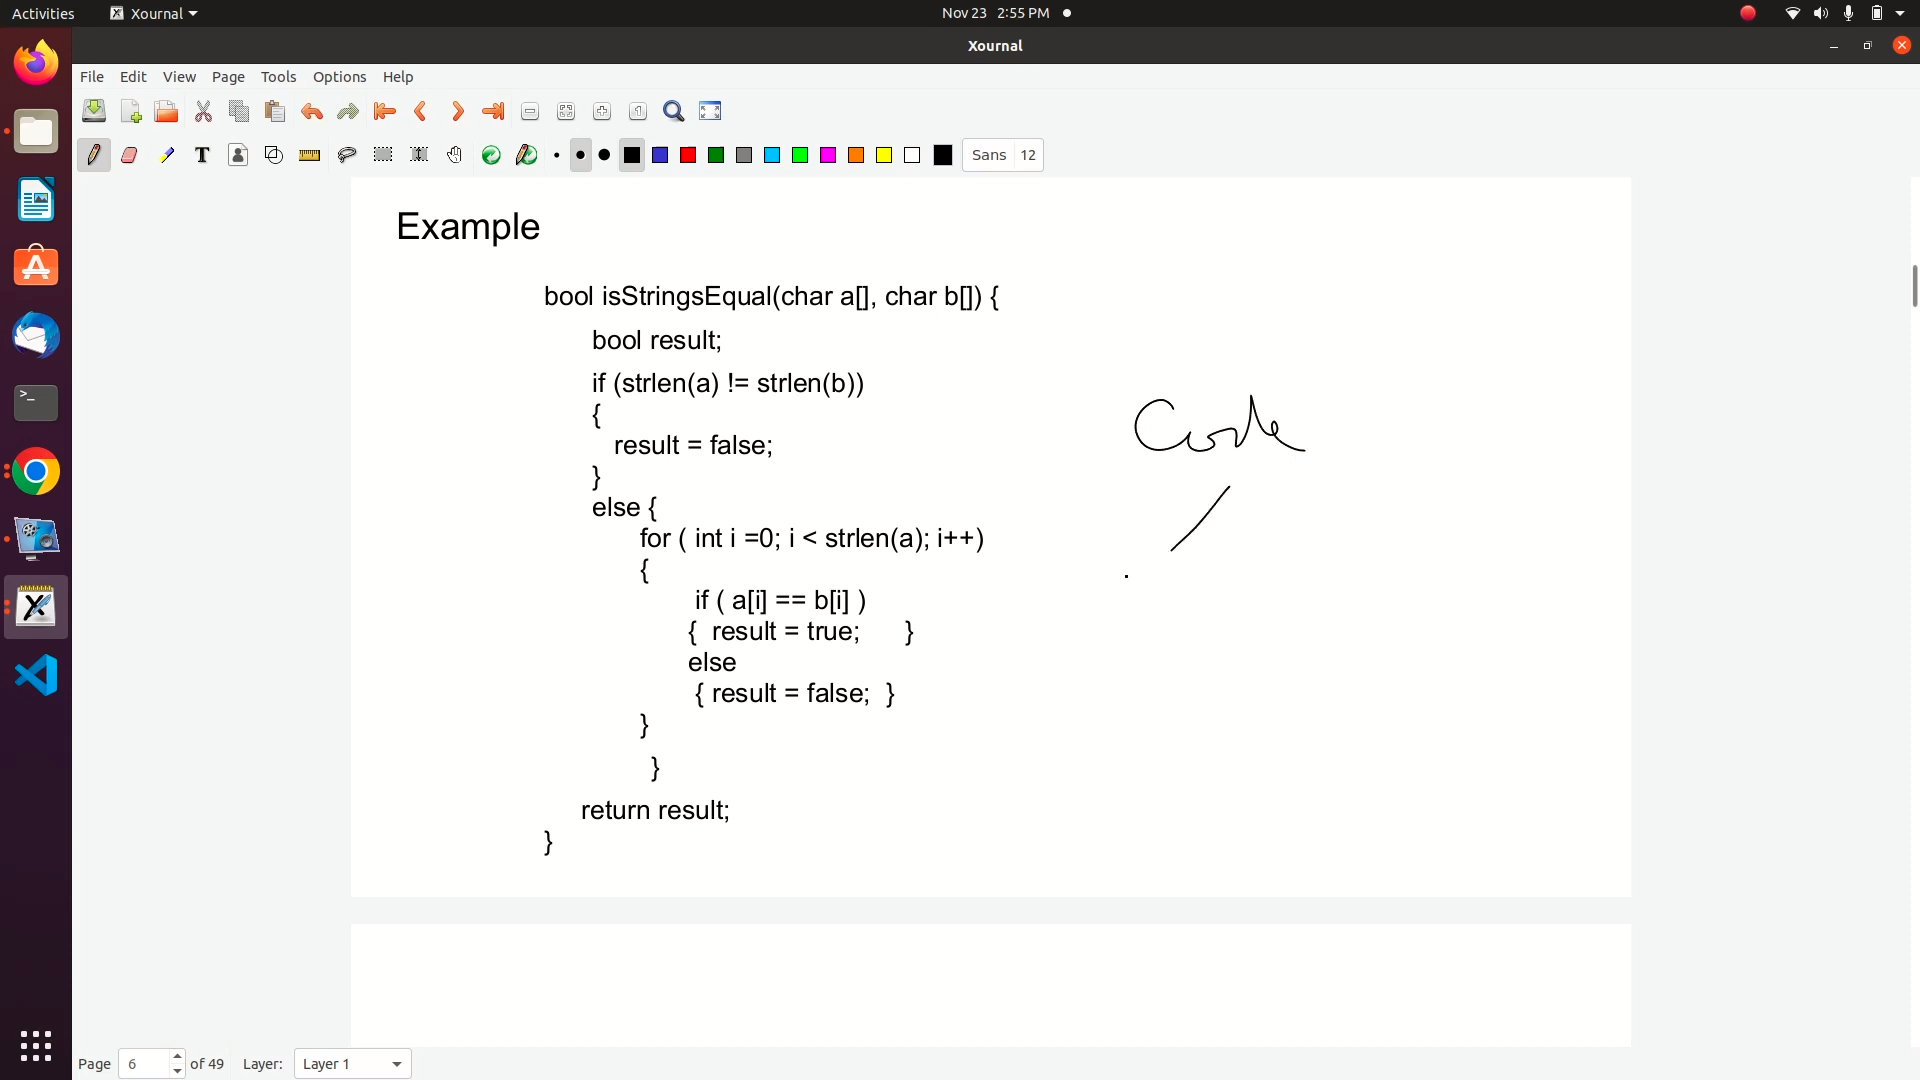 Activities Xournal Nov 23 2:55 PM
Xournal
File Edit View Page Tools Options Help
Sans 12
Example
bool isStringsEqual(char a[], char b[]) {
bool result;
if (strlen(a) != strlen(b))
{
result = false;
}
else {
for ( int i =0; i < strlen(a); i++)
{
if ( a[i] == b[i] )
{ result = true; }
else
{ result = false; }
}
}
return result;
}
Code
Page 6 of 49 Layer: Layer 1